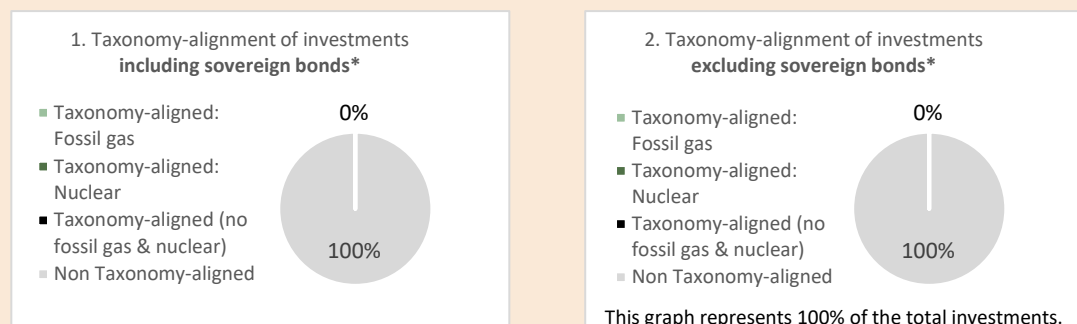 1. Taxonomy-alignment of investments
including sovereign bonds*
Taxonomy-aligned:
Fossil gas
Taxonomy-aligned:
Nuclear
Taxonomy-aligned (no
fossil gas & nuclear)
Non Taxonomy-aligned
0%
100%
2. Taxonomy-alignment of investments
excluding sovereign bonds*
Taxonomy-aligned:
Fossil gas
Taxonomy-aligned:
Nuclear
Taxonomy-aligned (no
fossil gas & nuclear)
Non Taxonomy-aligned
0%
100%
This graph represents 100% of the total investments.